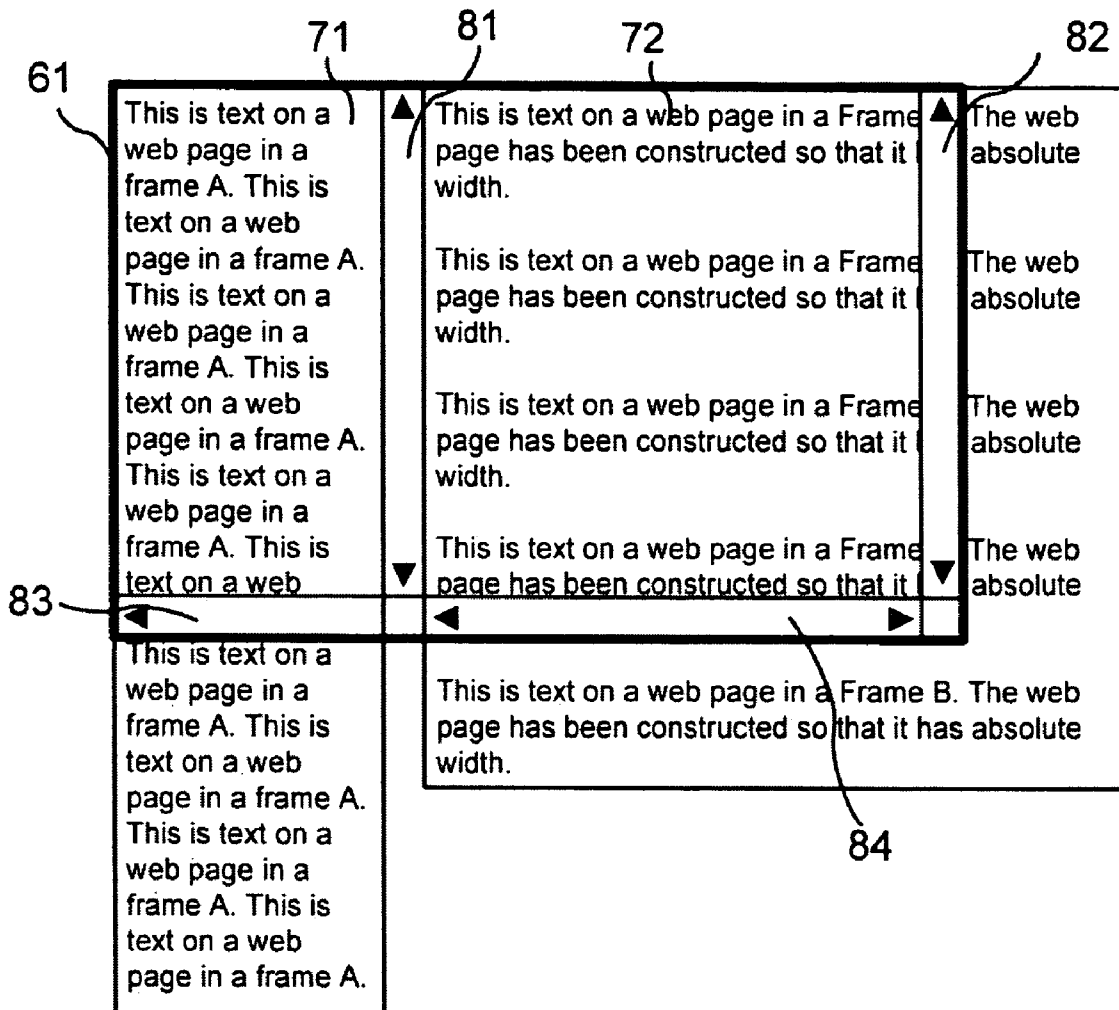 71
81
72
82
61
This is text on a
web page in a
frame A. This is
text on a web
page in a frame A.
This is text on a
web page in a
frame A. This is
text on a web
page in a frame A.
This is text on a
web page in a
frame A. This is
text on a web
83
This is text on a
web page in a
frame A. This is
text on a web
page in a frame A.
This is text on a
web page in a
frame A. This is
text on a web
page in a frame A.
This is text on a web page in a Frame The web
page has been constructed so that it absolute
width.
This is text on a web page in a Frame The web
page has been constructed so that it absolute
width.
This is text on a web page in a Frame The web
page has been constructed so that it absolute
width.
This is text on a web page in a Frame The web
page has been constructed so that it absolute
This is text on a web page in a Frame B. The web
page has been constructed so that it has absolute
width.
84